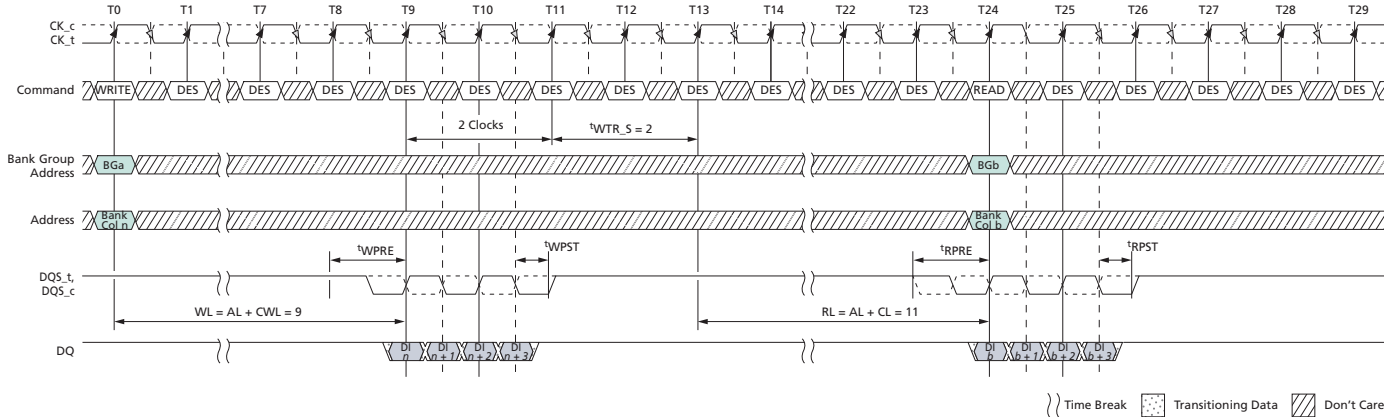 T0 T1 T7 T8 T9 T10 T11 T12 T13 T14 T22 T23 T24 T25 T26 T27 T28 T29
CK_c
CK_t
Command WRITE DES DES DES DES DES DES DES DES DES DES DES READ DES DES DES DES DES
2 Clocks tWTR_S = 2
Bank Group
Address
BGa BGb
Address
Bank
Col n
Bank
Col b
tWPRE tWPST tRPRE tRPST
DQS_t,
DQS_c
WL = AL + CWL = 9 RL = AL + CL = 11
DQ
DI
n
DI
n + 1
DI
n + 2
DI
n + 3
DI
b
DI
b + 1
DI
b + 2
DI
b + 3
Time Break Transitioning Data Don't Care